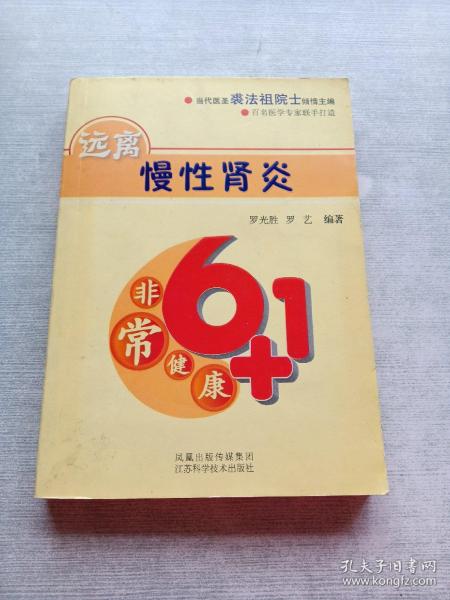 ●当代医圣裘法祖院士倾情主编
●百名医学专家联手打造
远离
慢性肾炎
罗光胜 罗艺 编著
非常健康
6+1
凤凰出版传媒集团
江苏科学技术出版社
孔夫子旧书网
www.kongfz.com